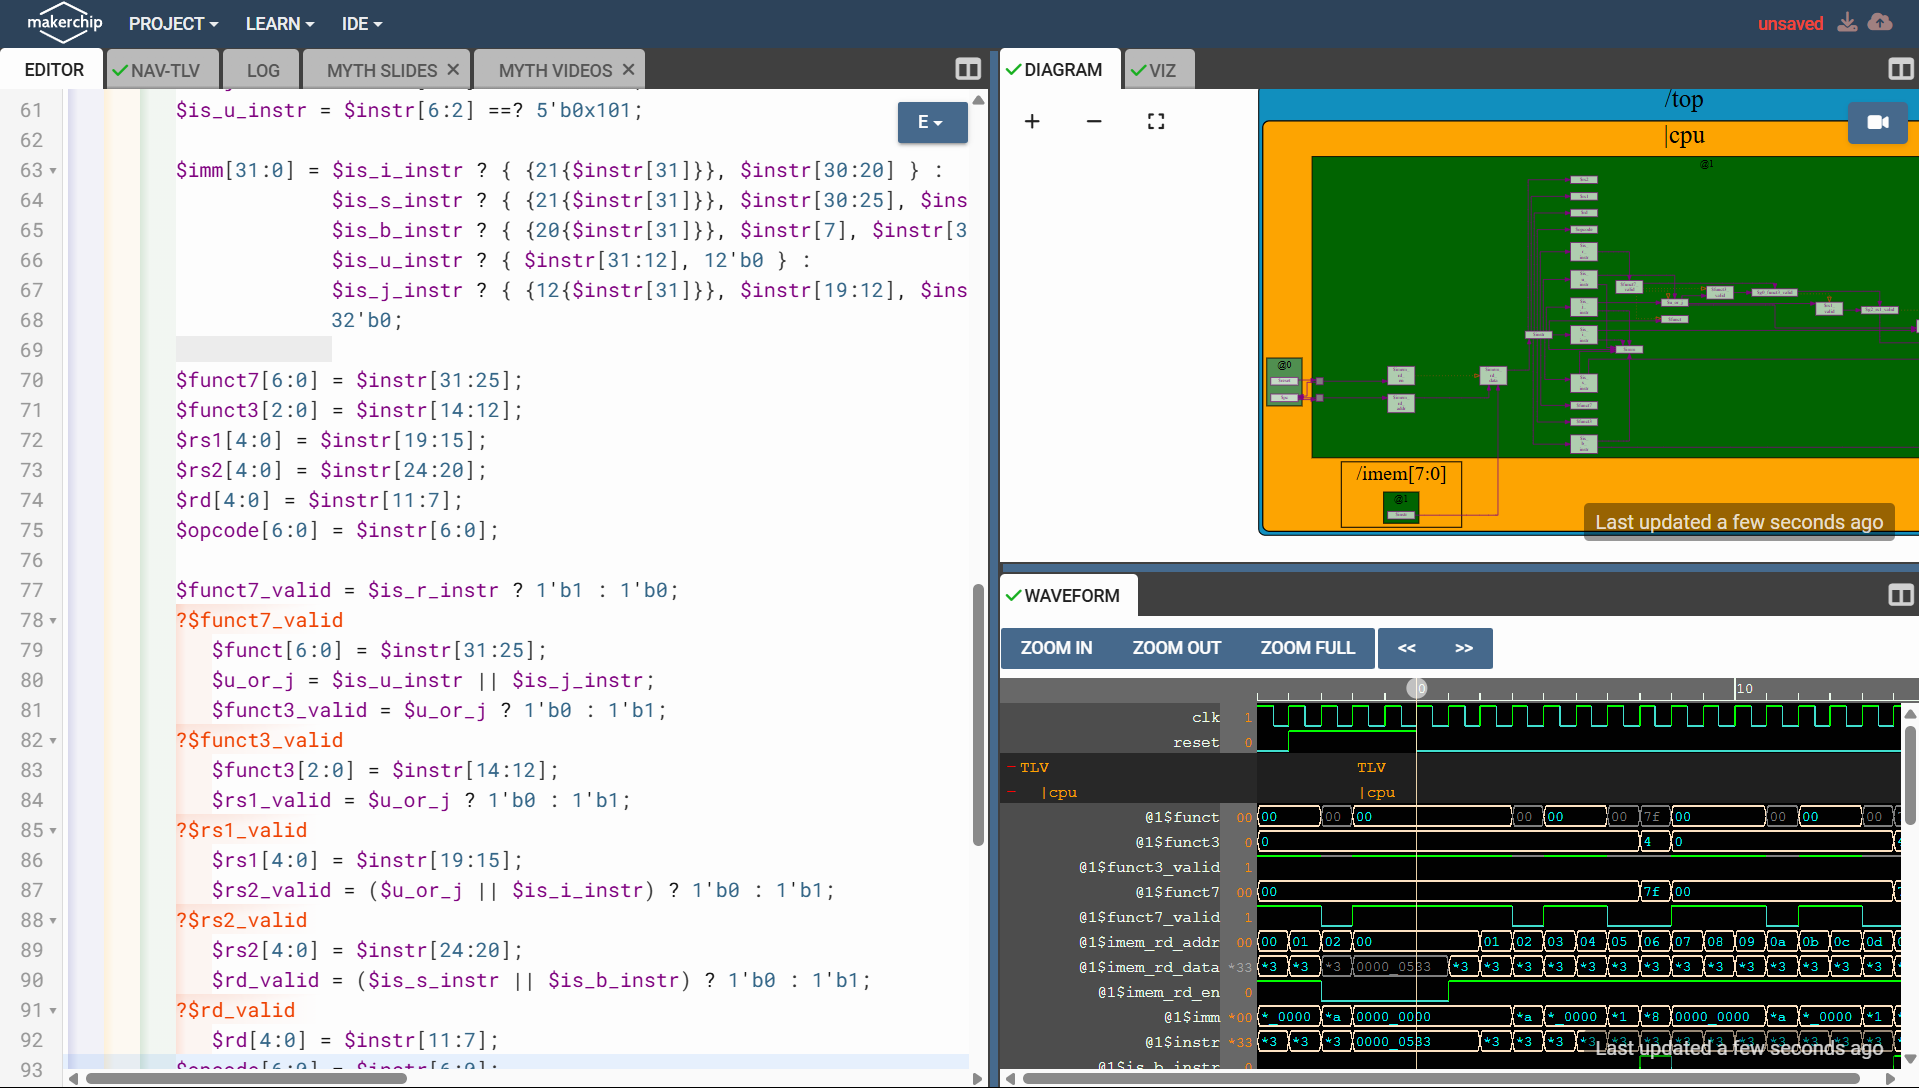 makerchip PROJECT LEARN IDE unsaved
EDITOR NAV-TLV LOG MYTH SLIDES MYTH VIDEOS
61 $is_u_instr = $instr[6:2] ==? 5'b0x101;
E
62
63 $imm[31:0] = $is_i_instr ? { {21{$instr[31]}}, $instr[30:20] } :
64 $is_s_instr ? { {21{$instr[31]}}, $instr[30:25], $ins
65 $is_b_instr ? { {20{$instr[31]}}, $instr[7], $instr[3
66 $is_u_instr ? { $instr[31:12], 12'b0 } :
67 $is_j_instr ? { {12{$instr[31]}}, $instr[19:12], $ins
68 32'b0;
69
70 $funct7[6:0] = $instr[31:25];
71 $funct3[2:0] = $instr[14:12];
72 $rs1[4:0] = $instr[19:15];
73 $rs2[4:0] = $instr[24:20];
74 $rd[4:0] = $instr[11:7];
75 $opcode[6:0] = $instr[6:0];
76
77 $funct7_valid = $is_r_instr ? 1'b1 : 1'b0;
78 ?$funct7_valid
79 $funct[6:0] = $instr[31:25];
80 $u_or_j = $is_u_instr || $is_j_instr;
81 $funct3_valid = $u_or_j ? 1'b0 : 1'b1;
82 ?$funct3_valid
83 $funct3[2:0] = $instr[14:12];
84 $rs1_valid = $u_or_j ? 1'b0 : 1'b1;
85 ?$rs1_valid
86 $rs1[4:0] = $instr[19:15];
87 $rs2_valid = ($u_or_j || $is_i_instr) ? 1'b0 : 1'b1;
88 ?$rs2_valid
89 $rs2[4:0] = $instr[24:20];
90 $rd_valid = ($is_s_instr || $is_b_instr) ? 1'b0 : 1'b1;
91 ?$rd_valid
92 $rd[4:0] = $instr[11:7];
93 $opcode[6:0] = $instr[6:0];
DIAGRAM VIZ
/top
|cpu
@1
@0
/imem[7:0]
@1
Last updated a few seconds ago
WAVEFORM
ZOOM IN ZOOM OUT ZOOM FULL << >>
0 10
clk 1
reset 0
TLV TLV
|cpu |cpu
@1$funct 00 00 00 00 00 00 00 7f 00 00 00 00
@1$funct3 0 0 4 0
@1$funct3_valid 1
@1$funct7 00 00 7f 00
@1$funct7_valid 1
@1$imem_rd_addr 00 00 01 02 00 01 02 03 04 05 06 07 08 09 0a 0b 0c 0d
@1$imem_rd_data *33 *3 *3 *3 0000_0533 *3 *3 *3 *3 *3 *3 *3 *3 *3 *3 *3 *3 *3 *3
@1$imem_rd_en 0
@1$imm *00 *_0000 *a 0000_0000 *a *_0000 *1 *8 0000_0000 *a *_0000 *1
@1$instr *33 *3 *3 *3 0000_0533 *3 *3 *3 *3
Last updated a few seconds ago
@1$is_b_instr 0